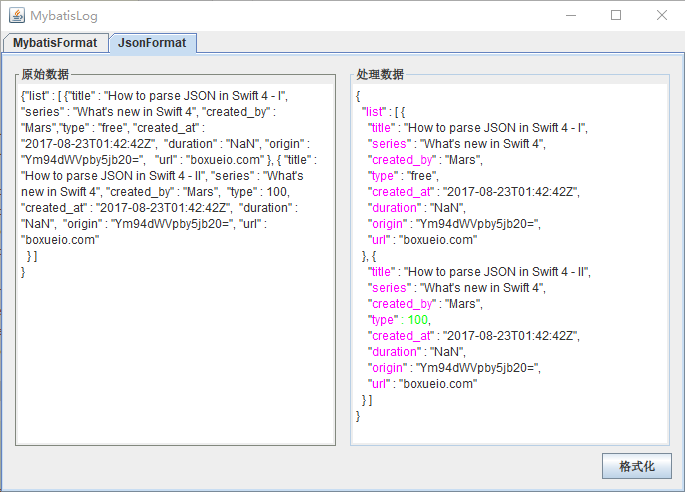 MybatisLog
MybatisFormat
JsonFormat
原始数据
{"list" : [ {"title" : "How to parse JSON in Swift 4 - I",
"series" : "What's new in Swift 4", "created_by" :
"Mars","type" : "free", "created_at" :
"2017-08-23T01:42:42Z",  "duration" : "NaN", "origin" :
"Ym94dWVpby5jb20=",   "url" : "boxueio.com" }, { "title" :
"How to parse JSON in Swift 4 - II", "series" : "What's
new in Swift 4", "created_by" : "Mars",  "type" : 100,
"created_at" : "2017-08-23T01:42:42Z",  "duration" :
"NaN",  "origin" : "Ym94dWVpby5jb20=", "url" :
"boxueio.com"
  } ]
}
处理数据
{
  "list" : [ {
    "title" : "How to parse JSON in Swift 4 - I",
    "series" : "What's new in Swift 4",
    "created_by" : "Mars",
    "type" : "free",
    "created_at" : "2017-08-23T01:42:42Z",
    "duration" : "NaN",
    "origin" : "Ym94dWVpby5jb20=",
    "url" : "boxueio.com"
  }, {
    "title" : "How to parse JSON in Swift 4 - II",
    "series" : "What's new in Swift 4",
    "created_by" : "Mars",
    "type" : 100,
    "created_at" : "2017-08-23T01:42:42Z",
    "duration" : "NaN",
    "origin" : "Ym94dWVpby5jb20=",
    "url" : "boxueio.com"
  } ]
}
格式化